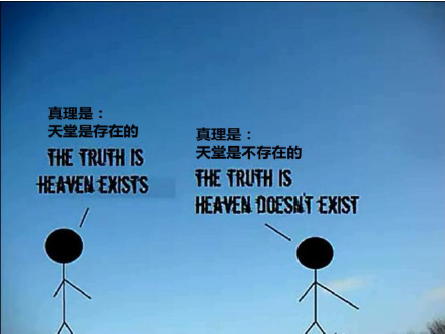 真理是：
天堂是存在的
THE TRUTH IS
HEAVEN EXISTS
真理是：
天堂是不存在的
THE TRUTH IS
HEAVEN DOESN'T EXIST